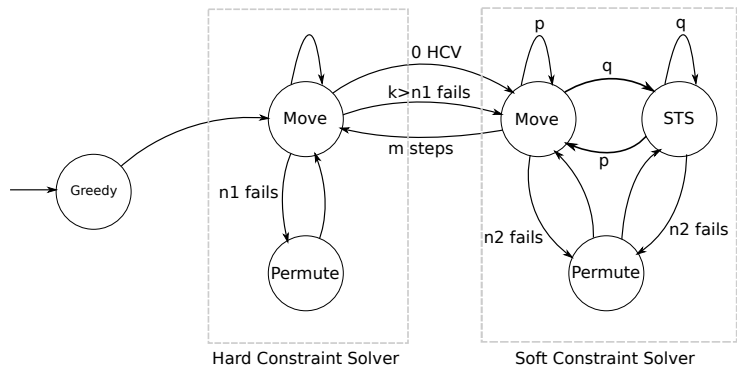 p
q
0 HCV
q
k>n1 fails
Move
Move
STS
m steps
p
Greedy
n1 fails
n2 fails
n2 fails
Permute
Permute
Hard Constraint Solver
Soft Constraint Solver